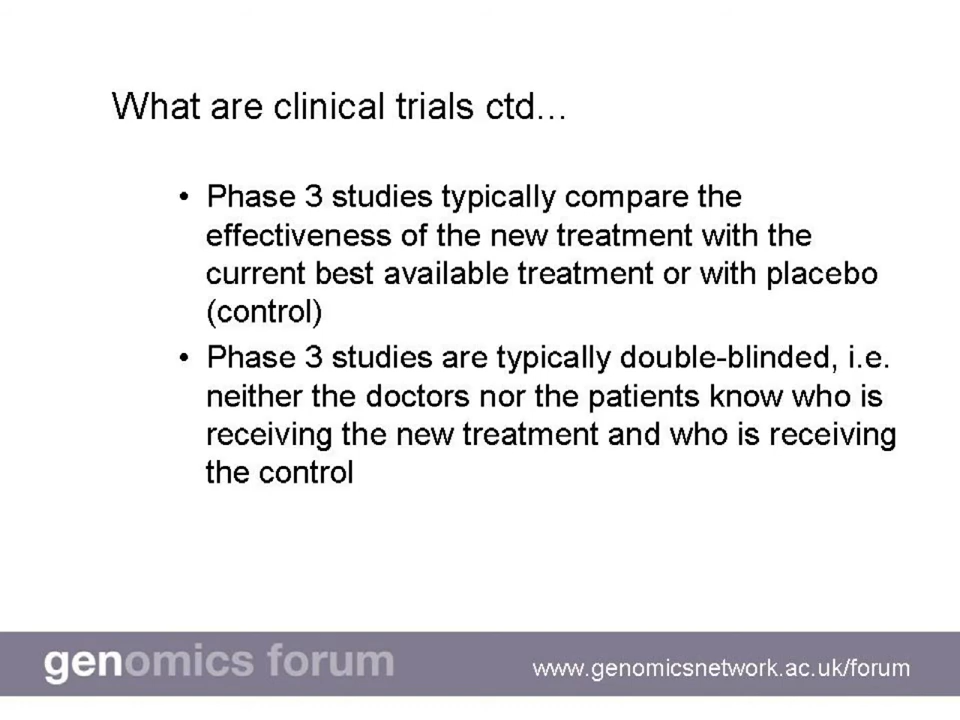 What are clinical trials ctd...
• Phase 3 studies typically compare the
effectiveness of the new treatment with the
current best available treatment or with placebo
(control)
• Phase 3 studies are typically double-blinded, i.e.
neither the doctors nor the patients know who is
receiving the new treatment and who is receiving
the control
genomics forum
www.genomicsnetwork.ac.uk/forum